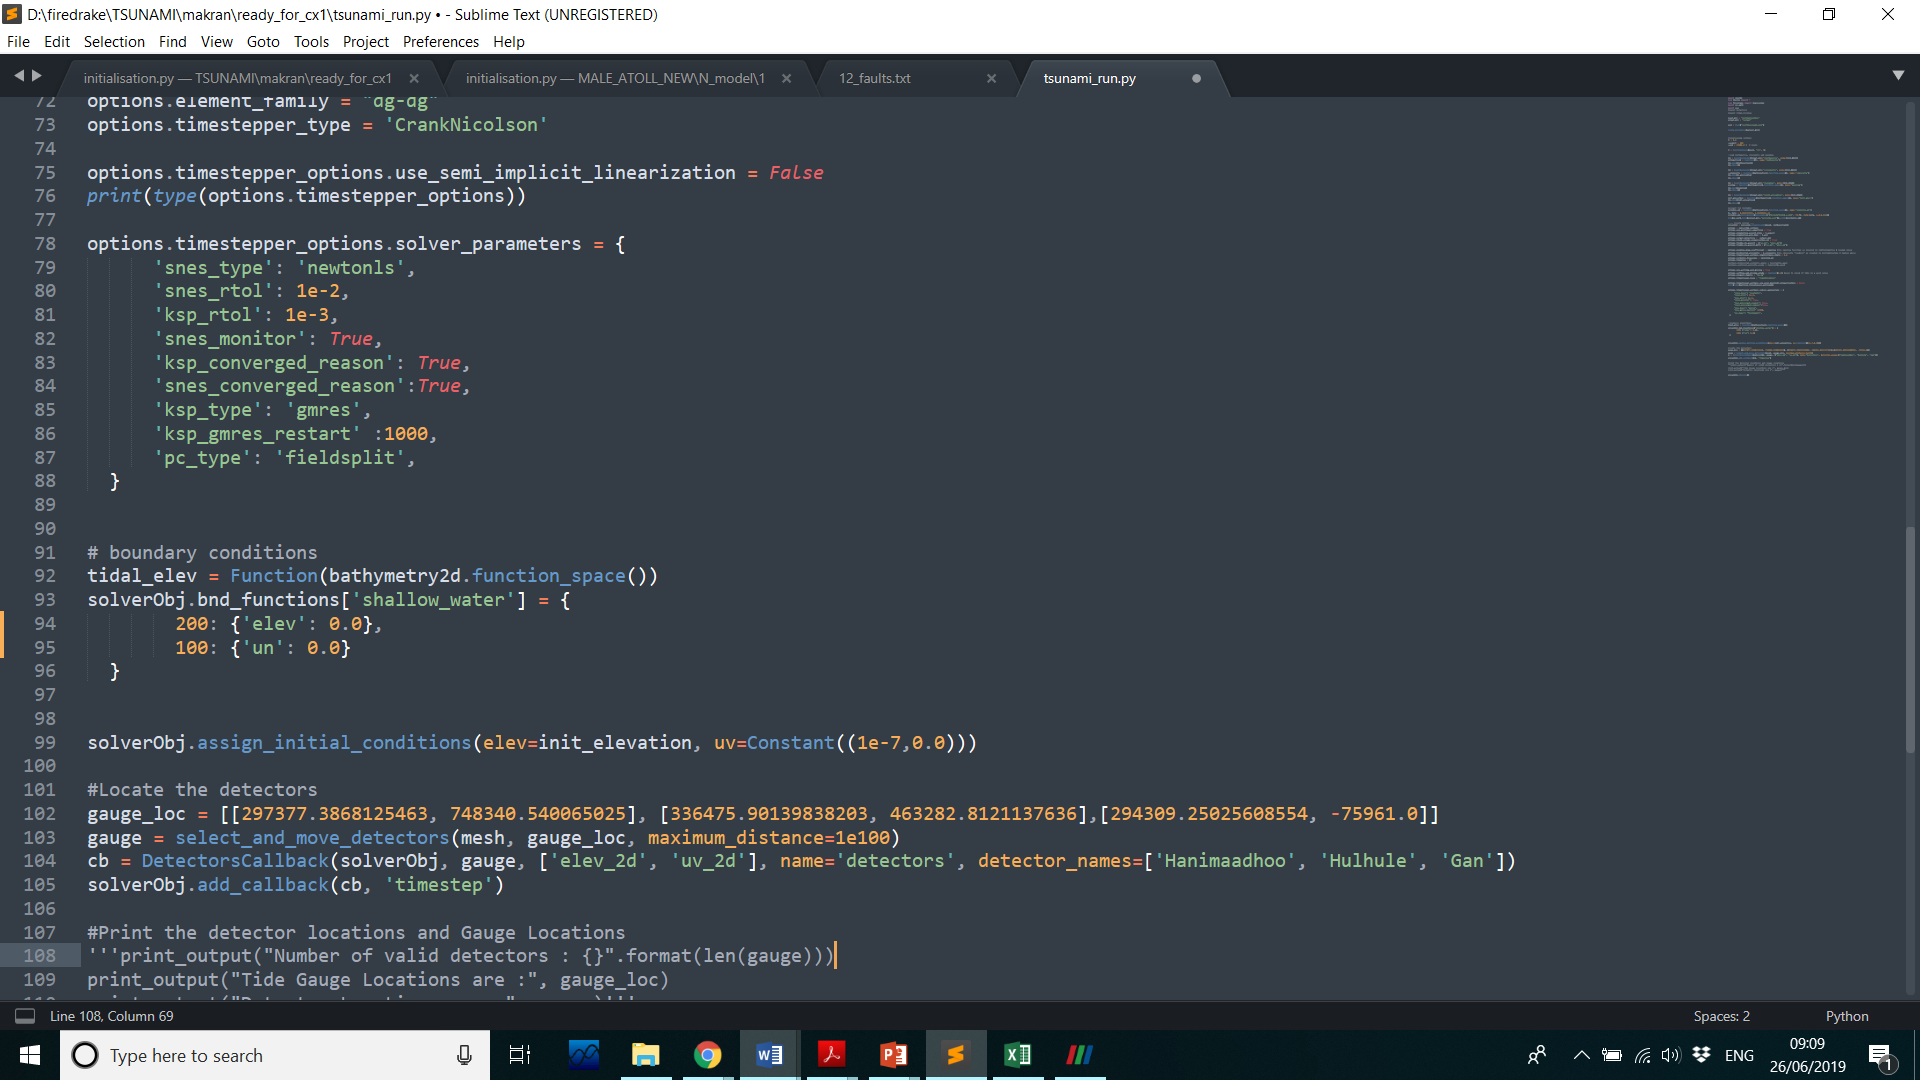 D:\firedrake\TSUNAMI\makran\ready_for_cx1\tsunami_run.py • - Sublime Text (UNREGISTERED)
File Edit Selection Find View Goto Tools Project Preferences Help
initialisation.py — TSUNAMI\makran\ready_for_cx1 initialisation.py — MALE_ATOLL_NEW\N_model\1 12_faults.txt tsunami_run.py
72 options.element_family = "dg-dg"
73 options.timestepper_type = 'CrankNicolson'
74
75 options.timestepper_options.use_semi_implicit_linearization = False
76 print(type(options.timestepper_options))
77
78 options.timestepper_options.solver_parameters = {
79 'snes_type': 'newtonls',
80 'snes_rtol': 1e-2,
81 'ksp_rtol': 1e-3,
82 'snes_monitor': True,
83 'ksp_converged_reason': True,
84 'snes_converged_reason':True,
85 'ksp_type': 'gmres',
86 'ksp_gmres_restart' :1000,
87 'pc_type': 'fieldsplit',
88 }
89
90
91 # boundary conditions
92 tidal_elev = Function(bathymetry2d.function_space())
93 solverObj.bnd_functions['shallow_water'] = {
94 200: {'elev': 0.0},
95 100: {'un': 0.0}
96 }
97
98
99 solverObj.assign_initial_conditions(elev=init_elevation, uv=Constant((1e-7,0.0)))
100
101 #Locate the detectors
102 gauge_loc = [[297377.3868125463, 748340.540065025], [336475.90139838203, 463282.8121137636],[294309.25025608554, -75961.0]]
103 gauge = select_and_move_detectors(mesh, gauge_loc, maximum_distance=1e100)
104 cb = DetectorsCallback(solverObj, gauge, ['elev_2d', 'uv_2d'], name='detectors', detector_names=['Hanimaadhoo', 'Hulhule', 'Gan'])
105 solverObj.add_callback(cb, 'timestep')
106
107 #Print the detector locations and Gauge Locations
108 '''print_output("Number of valid detectors : {}".format(len(gauge)))
109 print_output("Tide Gauge Locations are :", gauge_loc)
Line 108, Column 69 Spaces: 2 Python
Type here to search
ENG
09:09
26/06/2019
1